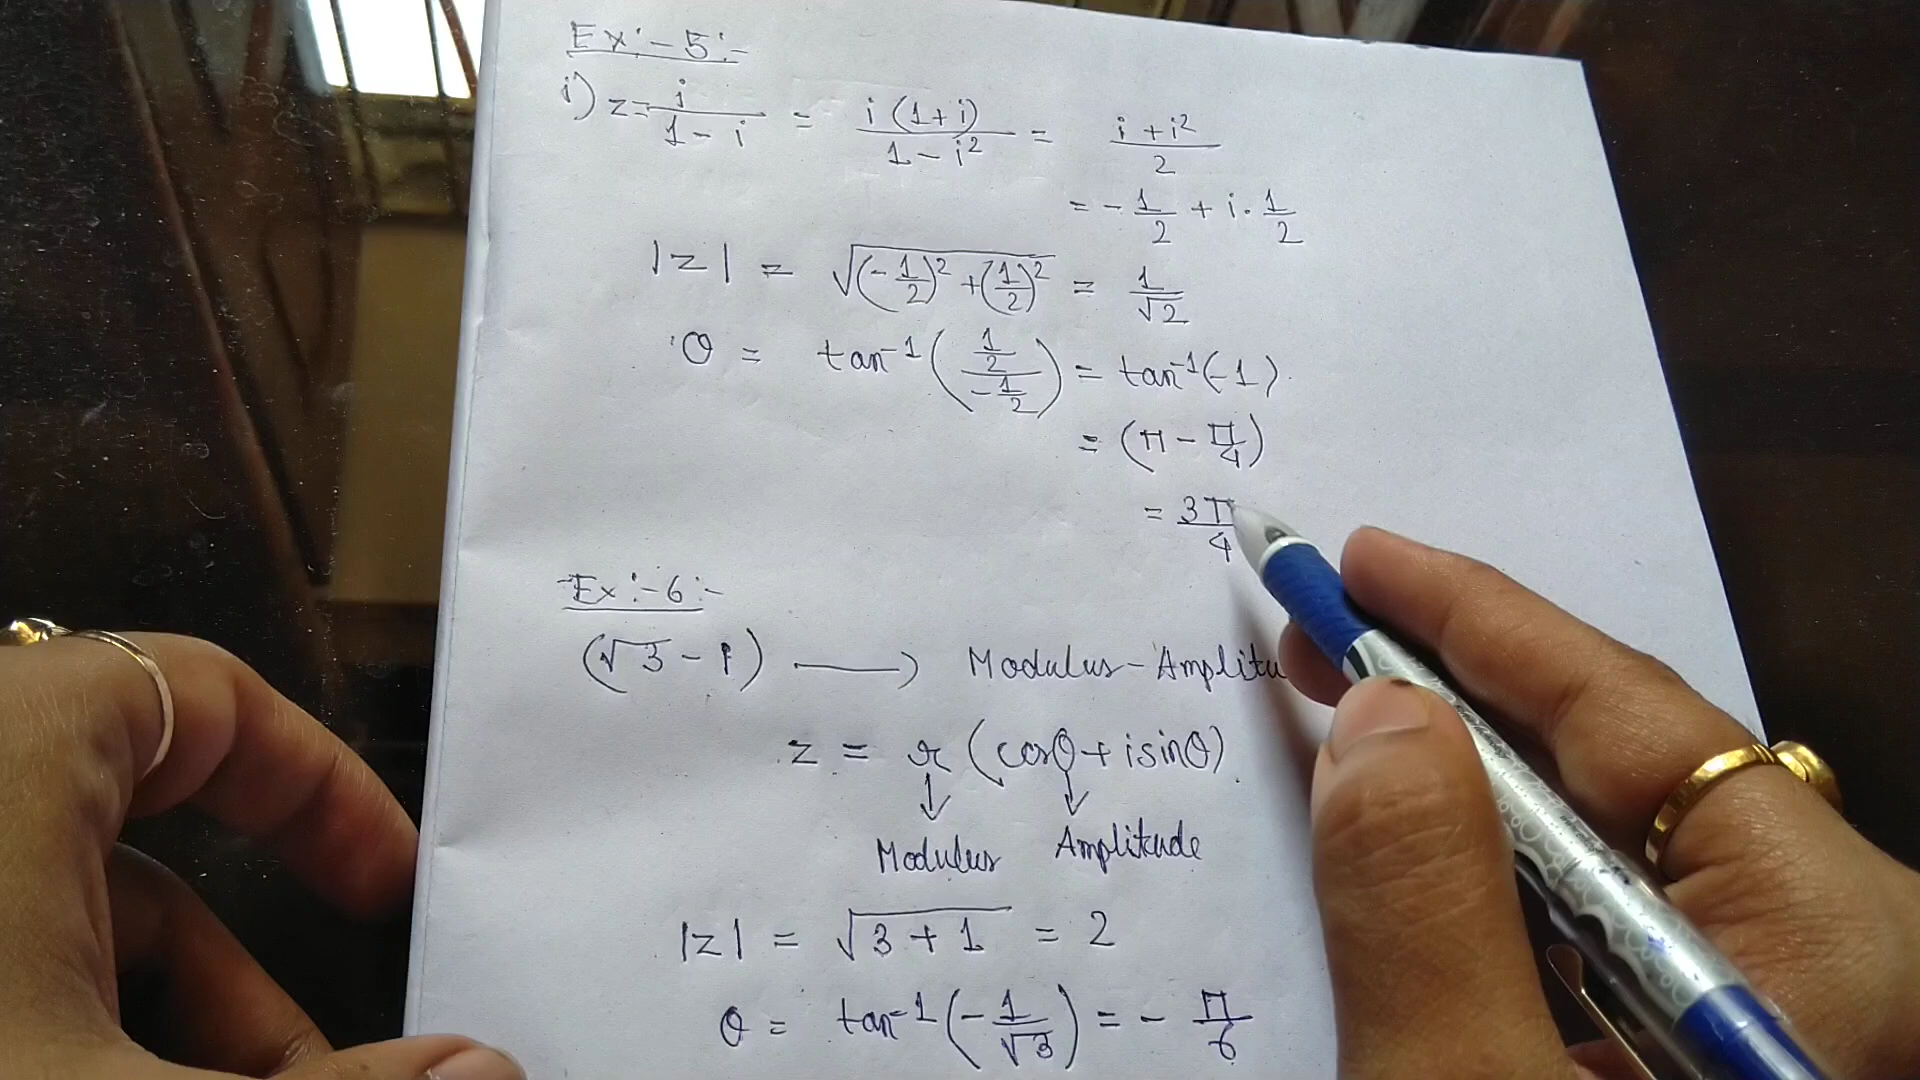 Ex:-5:-
i) z = i/(1 - i) = i(1+i)/(1 - i²) = (i + i²)/2
= - 1/2 + i · 1/2
|z| = √((-1/2)² + (1/2)²) = 1/√2
θ = tan⁻¹((1/2)/(-1/2)) = tan⁻¹(-1)
= (π - π/4)
= 3π/4
Ex:-6:-
(√3 - i) → Modulus - Amplitu
z = r (cosθ + isinθ)
Modulus Amplitude
|z| = √(3 + 1) = 2
θ = tan⁻¹(-1/√3) = - π/6